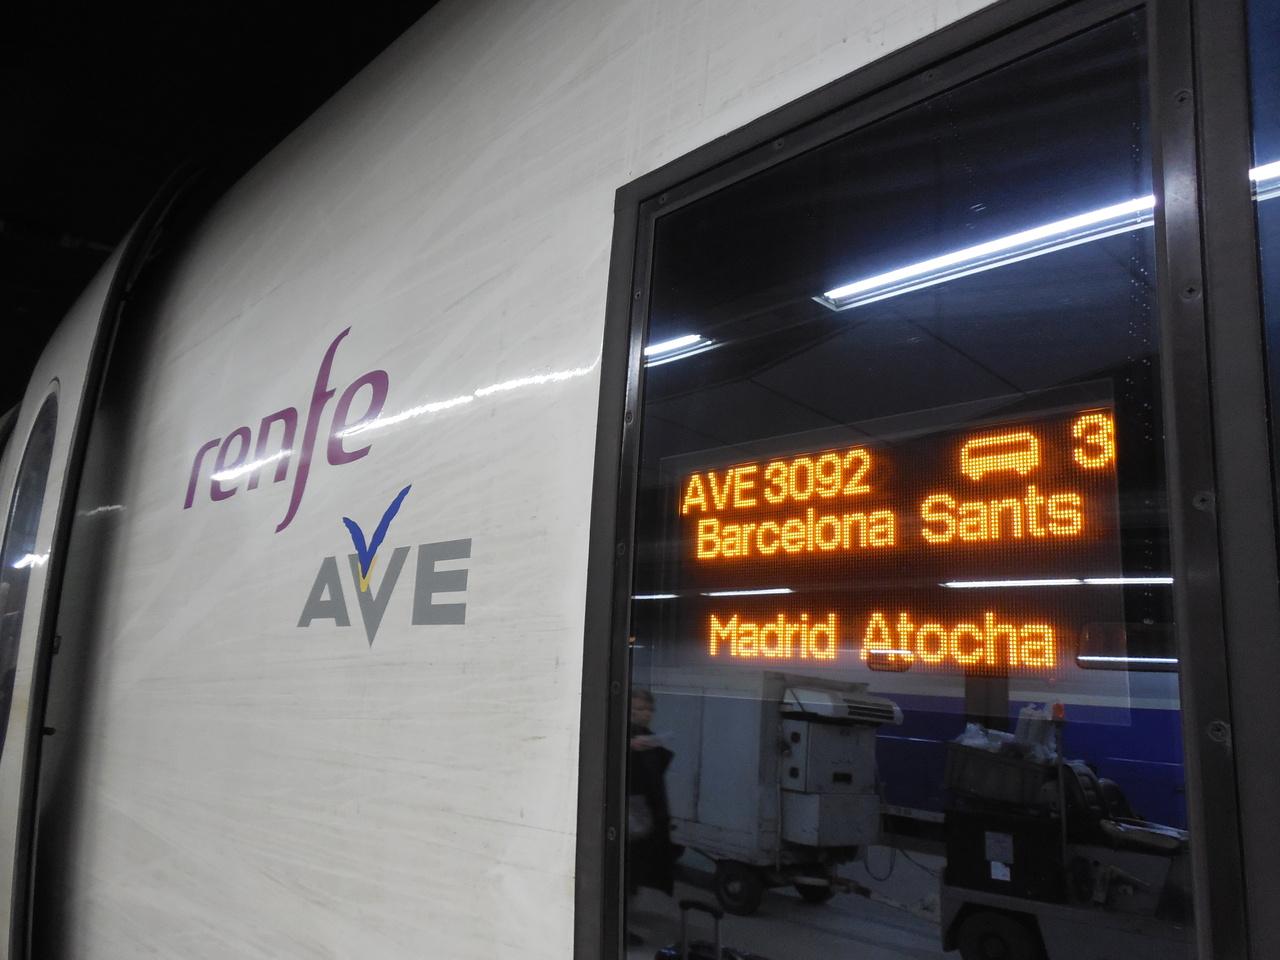 renfe
AVE
AVE 3092 3
Barcelona Sants
Madrid Atocha